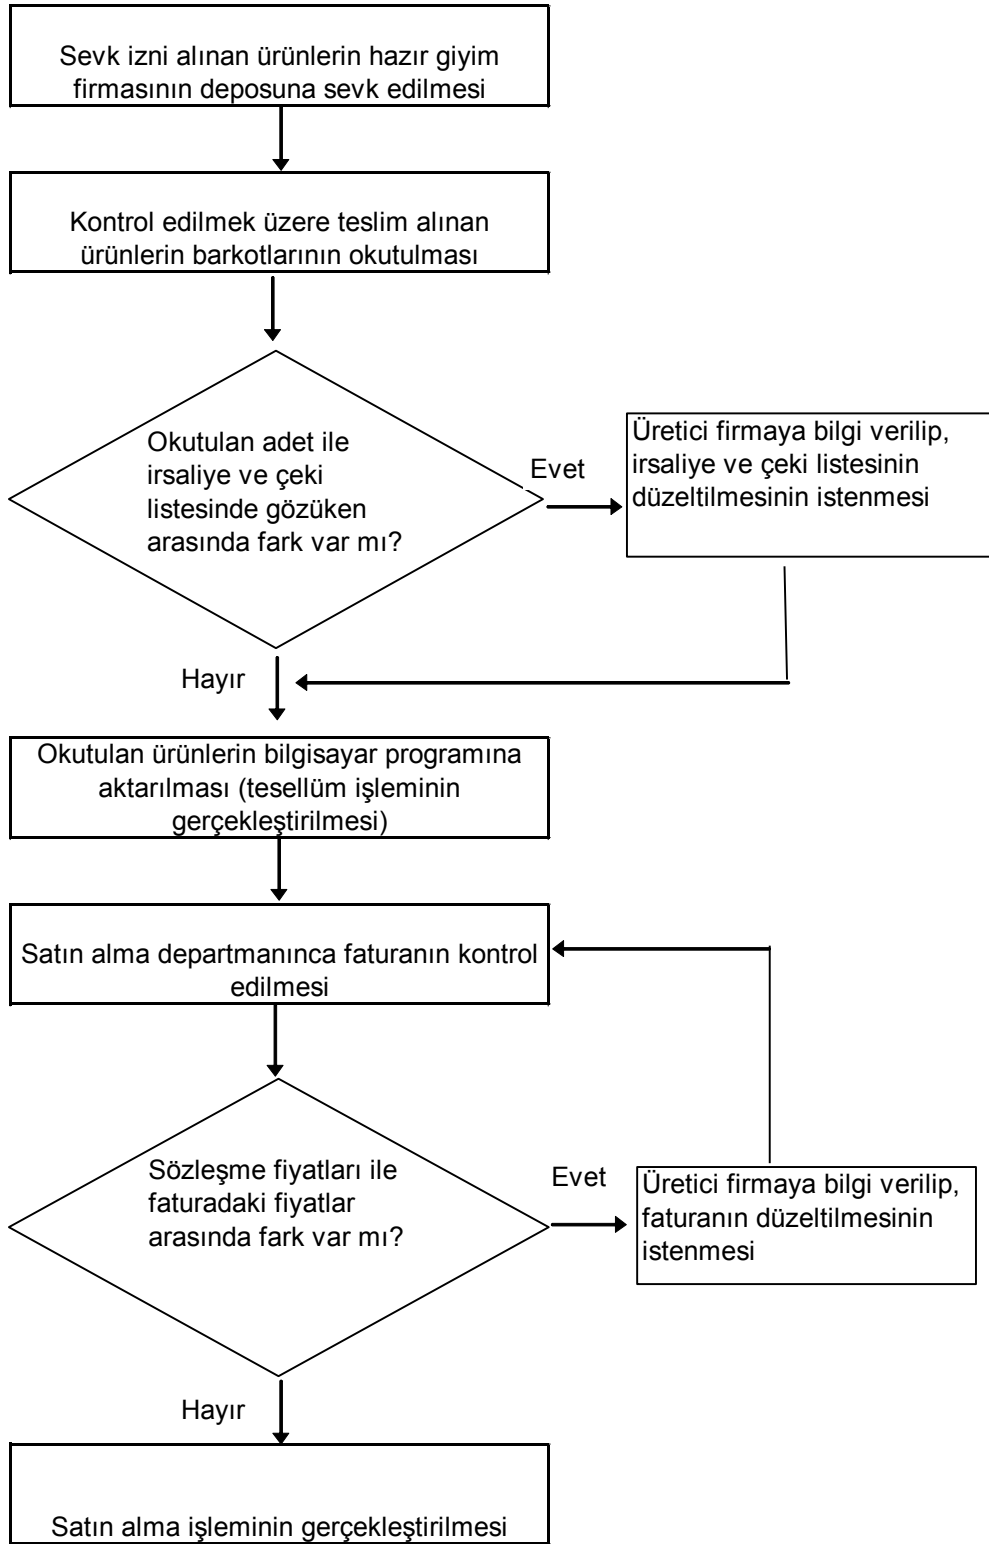 Sevk izni alınan ürünlerin hazır giyim
firmasının deposuna sevk edilmesi
Kontrol edilmek üzere teslim alınan
ürünlerin barkotlarının okutulması
Okutulan adet ile
irsaliye ve çeki
listesinde gözüken
arasında fark var mı?
Evet
Üretici firmaya bilgi verilip,
irsaliye ve çeki listesinin
düzeltilmesinin istenmesi
Hayır
Okutulan ürünlerin bilgisayar programına
aktarılması (tesellüm işleminin
gerçekleştirilmesi)
Satın alma departmanınca faturanın kontrol
edilmesi
Sözleşme fiyatları ile
faturadaki fiyatlar
arasında fark var mı?
Evet
Üretici firmaya bilgi verilip,
faturanın düzeltilmesinin
istenmesi
Hayır
Satın alma işleminin gerçekleştirilmesi